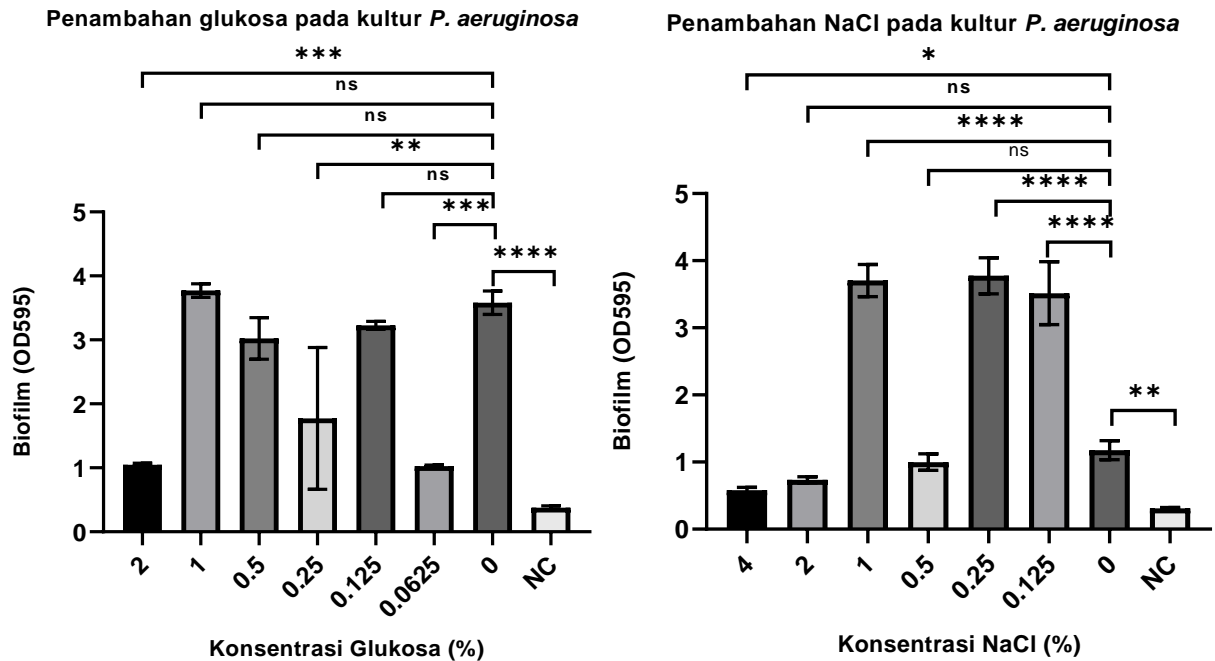 Penambahan glukosa pada kultur P. aeruginosa
***
ns
ns
**
ns
***
****
Biofilm (OD595)
5
4
3
2
1
0
2 1 0.5 0.25 0.125 0.0625 0 NC
Konsentrasi Glukosa (%)
Penambahan NaCl pada kultur P. aeruginosa
*
ns
****
ns
****
****
**
Biofilm (OD595)
5
4
3
2
1
0
4 2 1 0.5 0.25 0.125 0 NC
Konsentrasi NaCl (%)